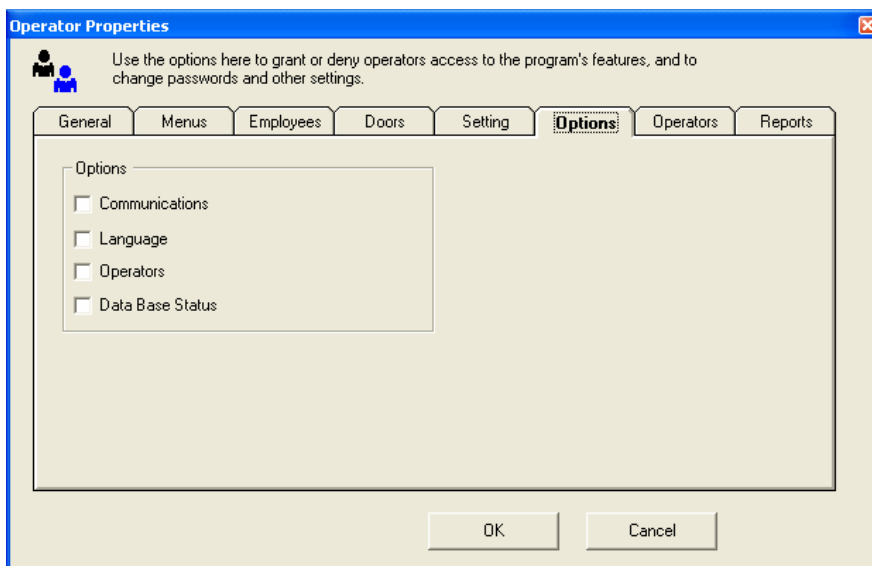 Operator Properties
Use the options here to grant or deny operators access to the program's features, and to
change passwords and other settings.
General Menus Employees Doors Setting Options Operators Reports
Options
Communications
Language
Operators
Data Base Status
OK Cancel